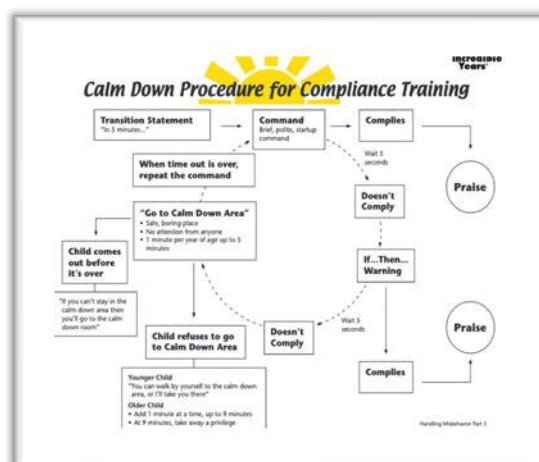 Incredible
Years®
Calm Down Procedure for Compliance Training
Transition Statement
"In 5 minutes..."
Command
Brief, polite, startup
command
Complies
Wait 5
seconds
When time out is over,
repeat the command
Praise
Doesn't
Comply
"Go to Calm Down Area"
• Safe, boring place
• No attention from anyone
• 1 minute per year of age up to 5
minutes
Child comes
out before
it's over
If...Then...
Warning
"If you can't stay in the
calm down area then
you'll go to the calm
down room"
Wait 5
seconds
Doesn't
Comply
Praise
Child refuses to go
to Calm Down Area
Complies
Younger Child
"You can walk by yourself to the calm down
area, or I'll take you there"
Older Child
• Add 1 minute at a time, up to 9 minutes
• At 9 minutes, take away a privilege
Handling Misbehavior Part 3